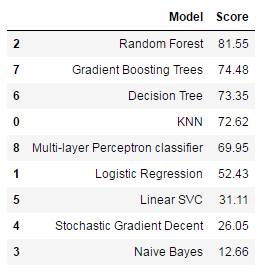 Model Score
2 Random Forest 81.55
7 Gradient Boosting Trees 74.48
6 Decision Tree 73.35
0 KNN 72.62
8 Multi-layer Perceptron classifier 69.95
1 Logistic Regression 52.43
5 Linear SVC 31.11
4 Stochastic Gradient Decent 26.05
3 Naive Bayes 12.66